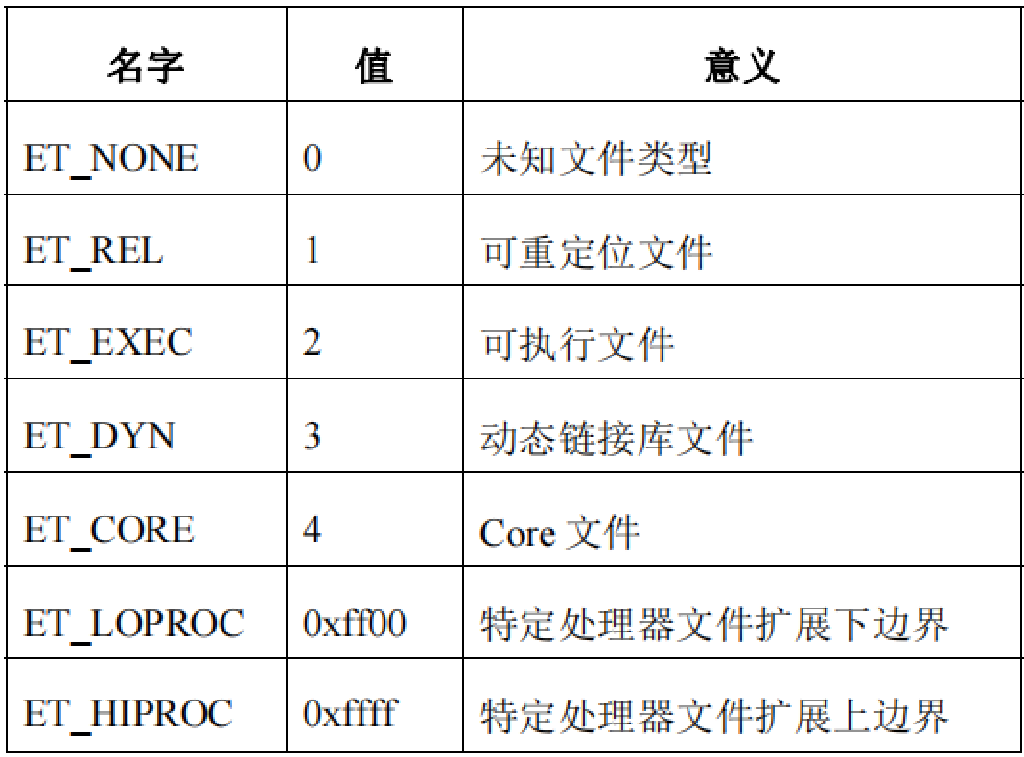 名字 值 意义
ET_NONE 0 未知文件类型
ET_REL 1 可重定位文件
ET_EXEC 2 可执行文件
ET_DYN 3 动态链接库文件
ET_CORE 4 Core 文件
ET_LOPROC 0xff00 特定处理器文件扩展下边界
ET_HIPROC 0xffff 特定处理器文件扩展上边界